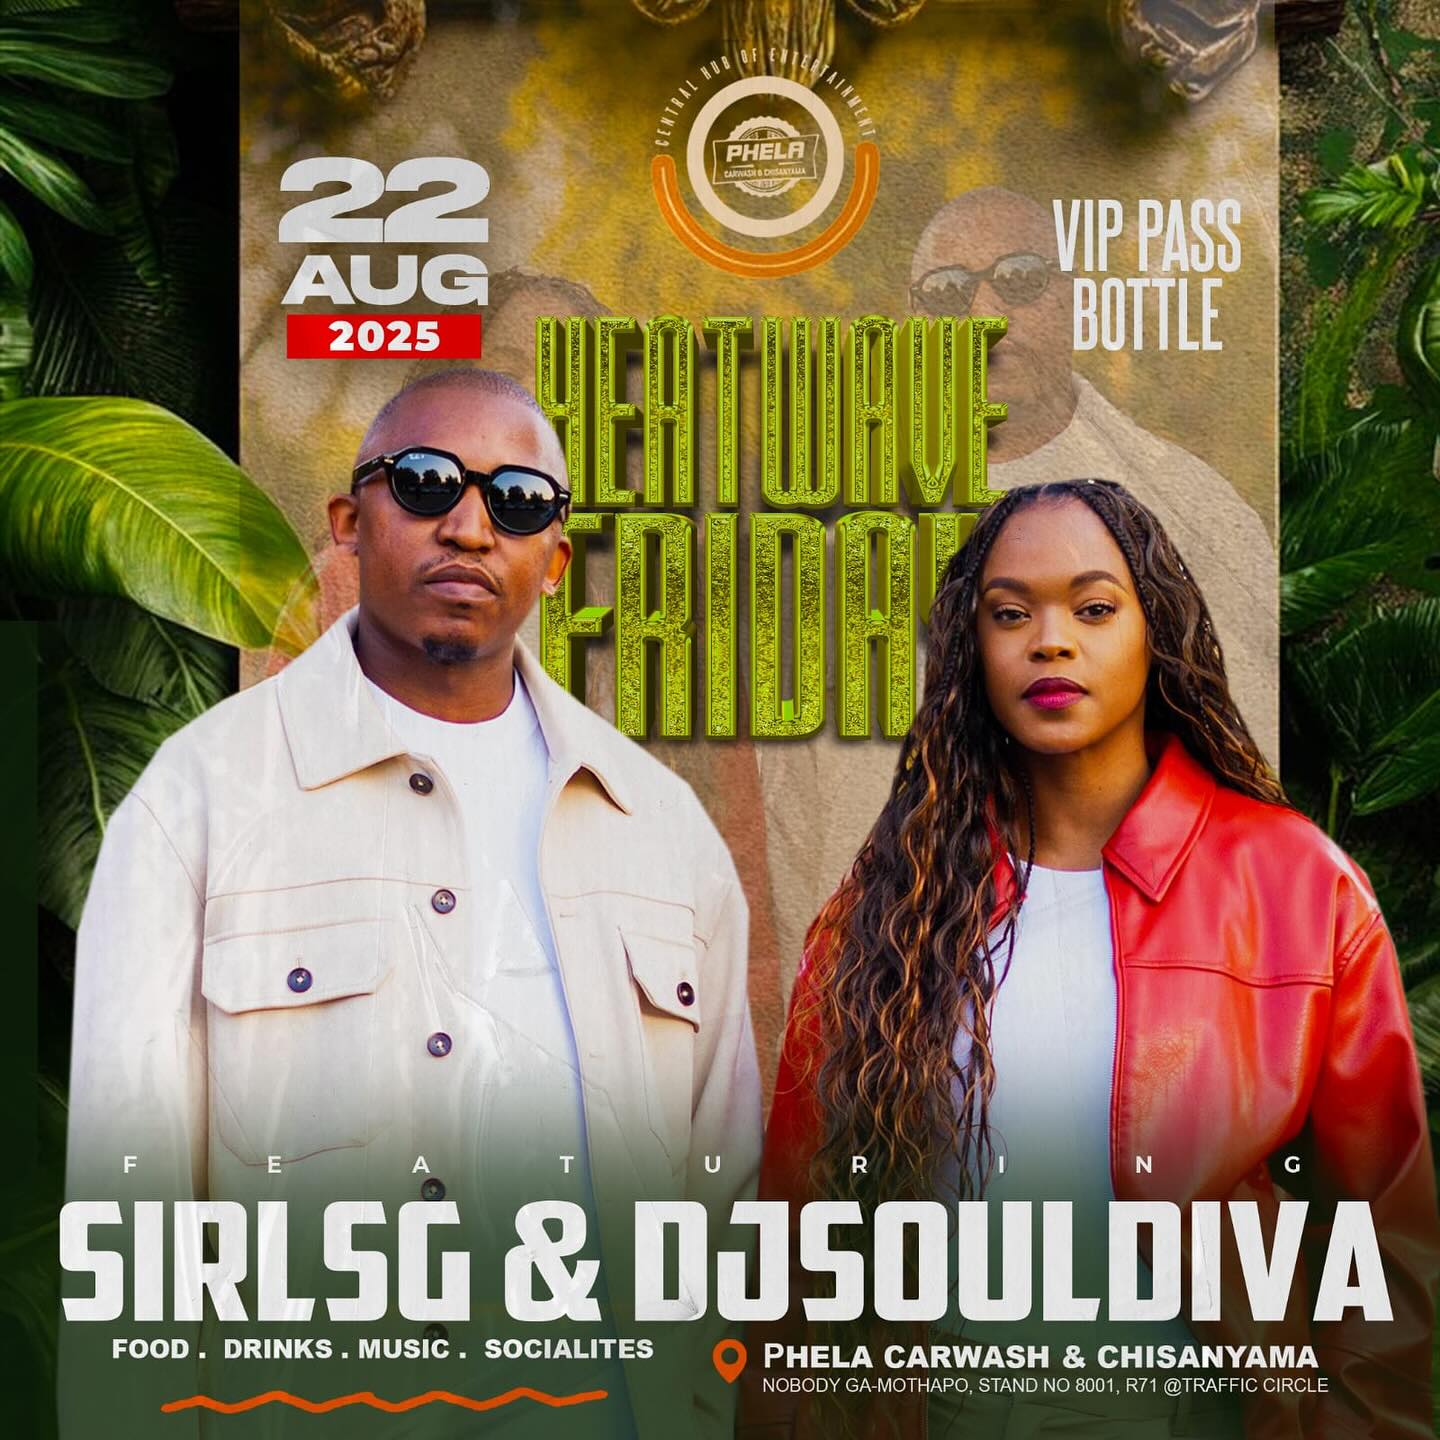 CENTRAL HUB OF ENTERTAINMENT
PHELA
CARWASH & CHISANYAMA
22
AUG
2025
VIP PASS
BOTTLE
HEATWAVE
FRIDAY
FEATURING
SIRLSG & DJSOULDIVA
FOOD . DRINKS . MUSIC . SOCIALITES
PHELA CARWASH & CHISANYAMA
NOBODY GA-MOTHAPO, STAND NO 8001, R71 @TRAFFIC CIRCLE